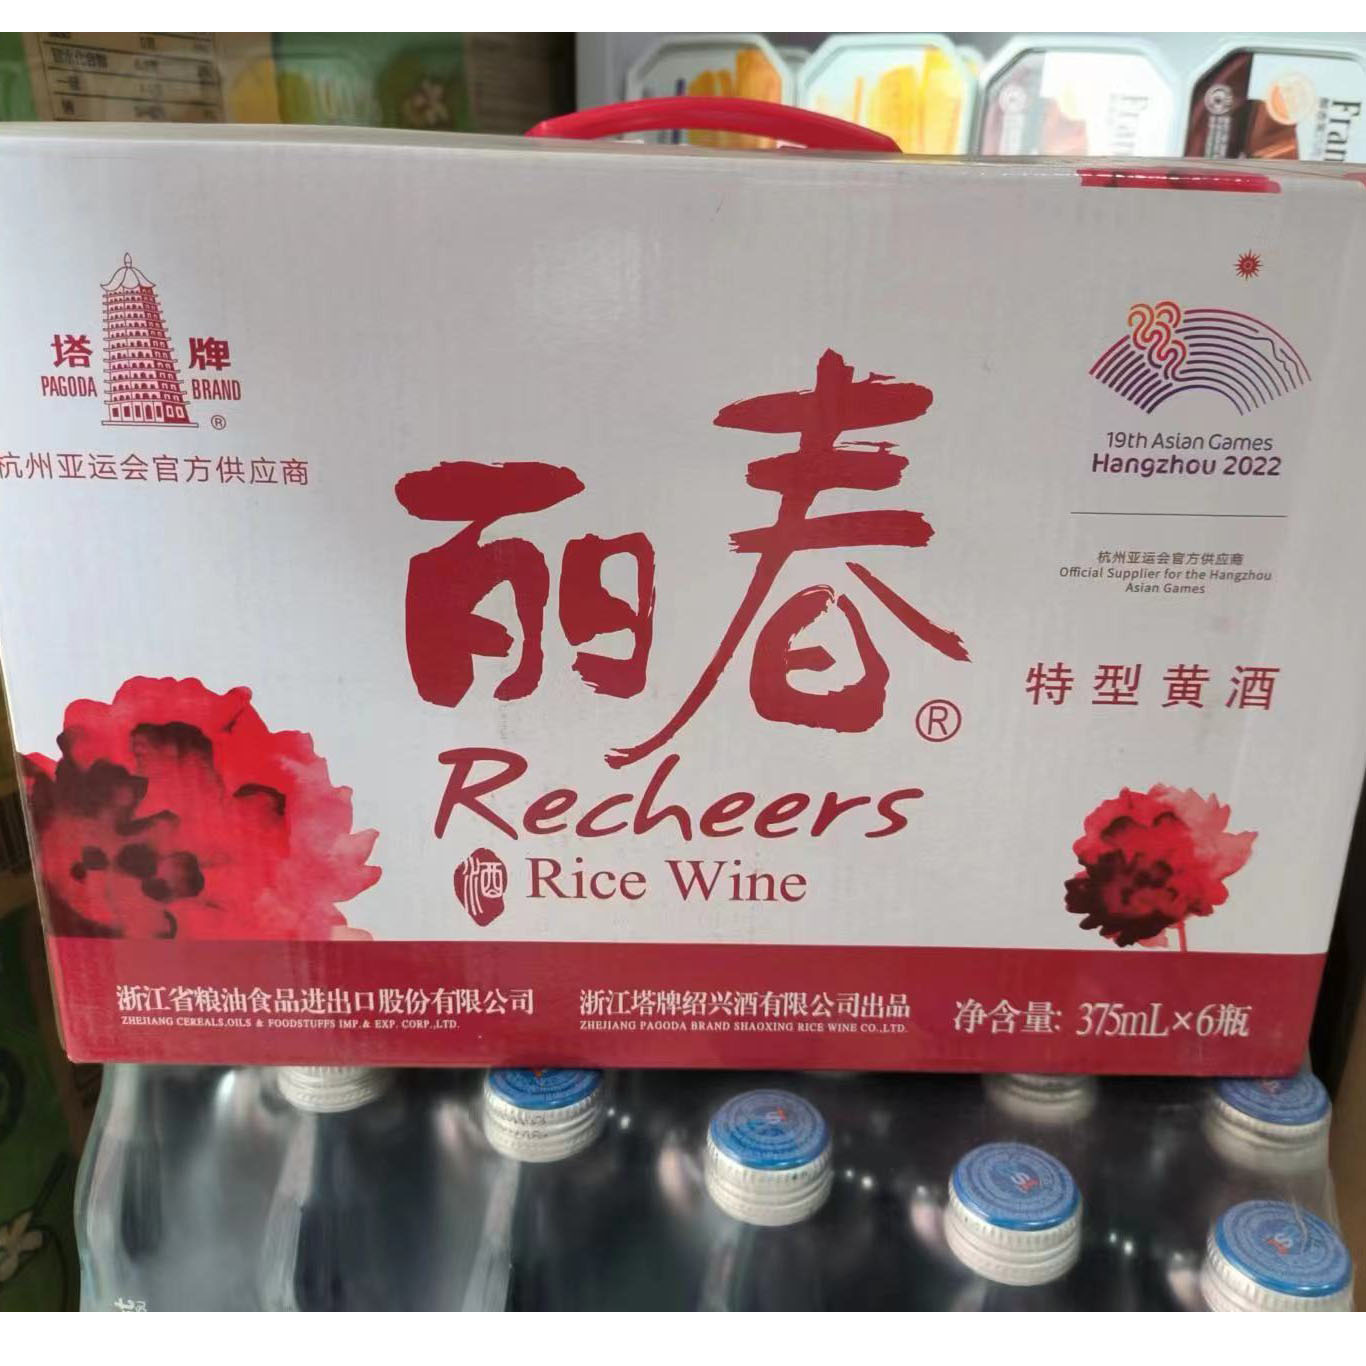 塔牌
PAGODA BRAND
®
杭州亚运会官方供应商
19th Asian Games
Hangzhou 2022
杭州亚运会官方供应商
Official Supplier for the Hangzhou
Asian Games
丽春
®
特型黄酒
Recheers
酒 Rice Wine
浙江省粮油食品进出口股份有限公司
ZHEJIANG CEREALS.OILS & FOODSTUFFS IMP.& EXP. CORP.,LTD.
浙江塔牌绍兴酒有限公司出品
ZHEJIANG PAGODA BRAND SHAOXING RICE WINE CO.,LTD.
净含量: 375mL×6瓶